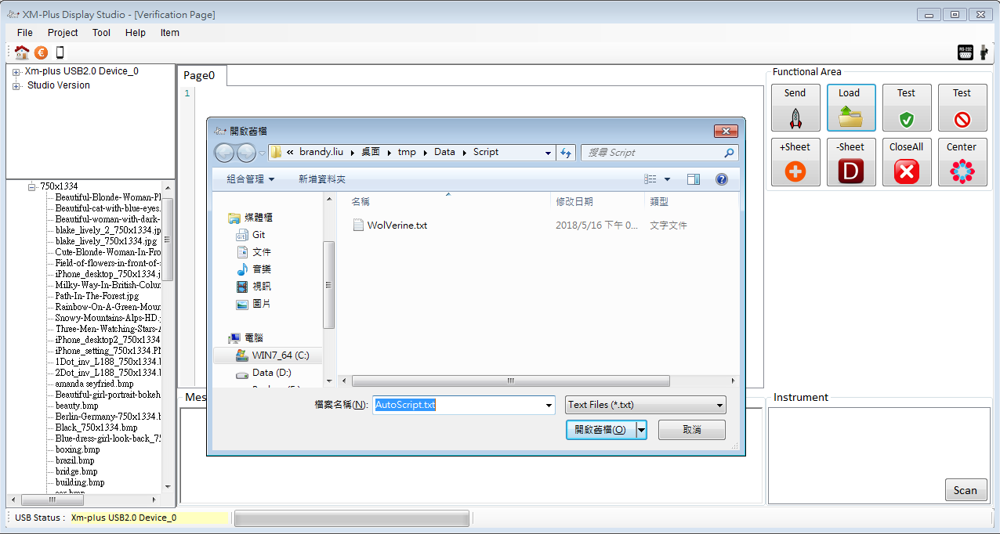 XM-Plus Display Studio - [Verification Page]
File Project Tool Help Item
RS-232
Xm-plus USB2.0 Device_0
Studio Version
Page0
1
Functional Area
Send Load Test Test
+Sheet -Sheet CloseAll Center
D
750x1334
Beautiful-Blonde-Woman-Pl
Beautiful-cat-with-blue-eyes.
Beautiful-woman-with-dark-
blake_lively_2_750x1334.jp
blake_lively_750x1334.jpg
Cute-Blonde-Woman-In-Fro
Field-of-flowers-in-front-of-
iPhone_desktop_750x1334.j
Milky-Way-In-British-Colum
Path-In-The-Forest.jpg
Rainbow-On-A-Green-Moun
Snowy-Mountains-Alps-HD.
Three-Men-Watching-Stars-A
iPhone_desktop2_750x1334
iPhone_setting_750x1334.PN
1Dot_inv_L188_750x1334.b
2Dot_inv_L188_750x1334.b
amanda seyfried.bmp
Beautiful-girl-portrait-bokeh
beauty.bmp
Berlin-Germany-750x1334.b
Black_750x1334.bmp
Blue-dress-girl-look-back_75
boxing.bmp
brazil.bmp
bridge.bmp
building.bmp
car.bmp
開啟舊檔
« brandy.liu 桌面 tmp Data Script
搜尋 Script
組合管理 新增資料夾
名稱 修改日期 類型
WolVerine.txt 2018/5/16 下午 0... 文字文件
媒體櫃
Git
文件
音樂
視訊
圖片
電腦
WIN7_64 (C:)
Data (D:)
檔案名稱(N): AutoScript.txt Text Files (*.txt)
開啟舊檔(O) 取消
Mes
Instrument
Scan
USB Status : Xm-plus USB2.0 Device_0